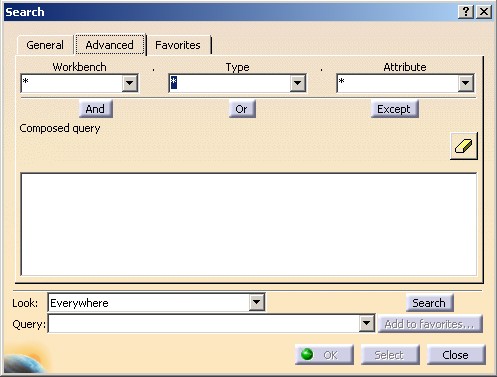 Search
General Advanced Favorites
Workbench . Type . Attribute
* * *
And Or Except
Composed query
Look: Everywhere Search
Query: Add to favorites...
OK Select Close